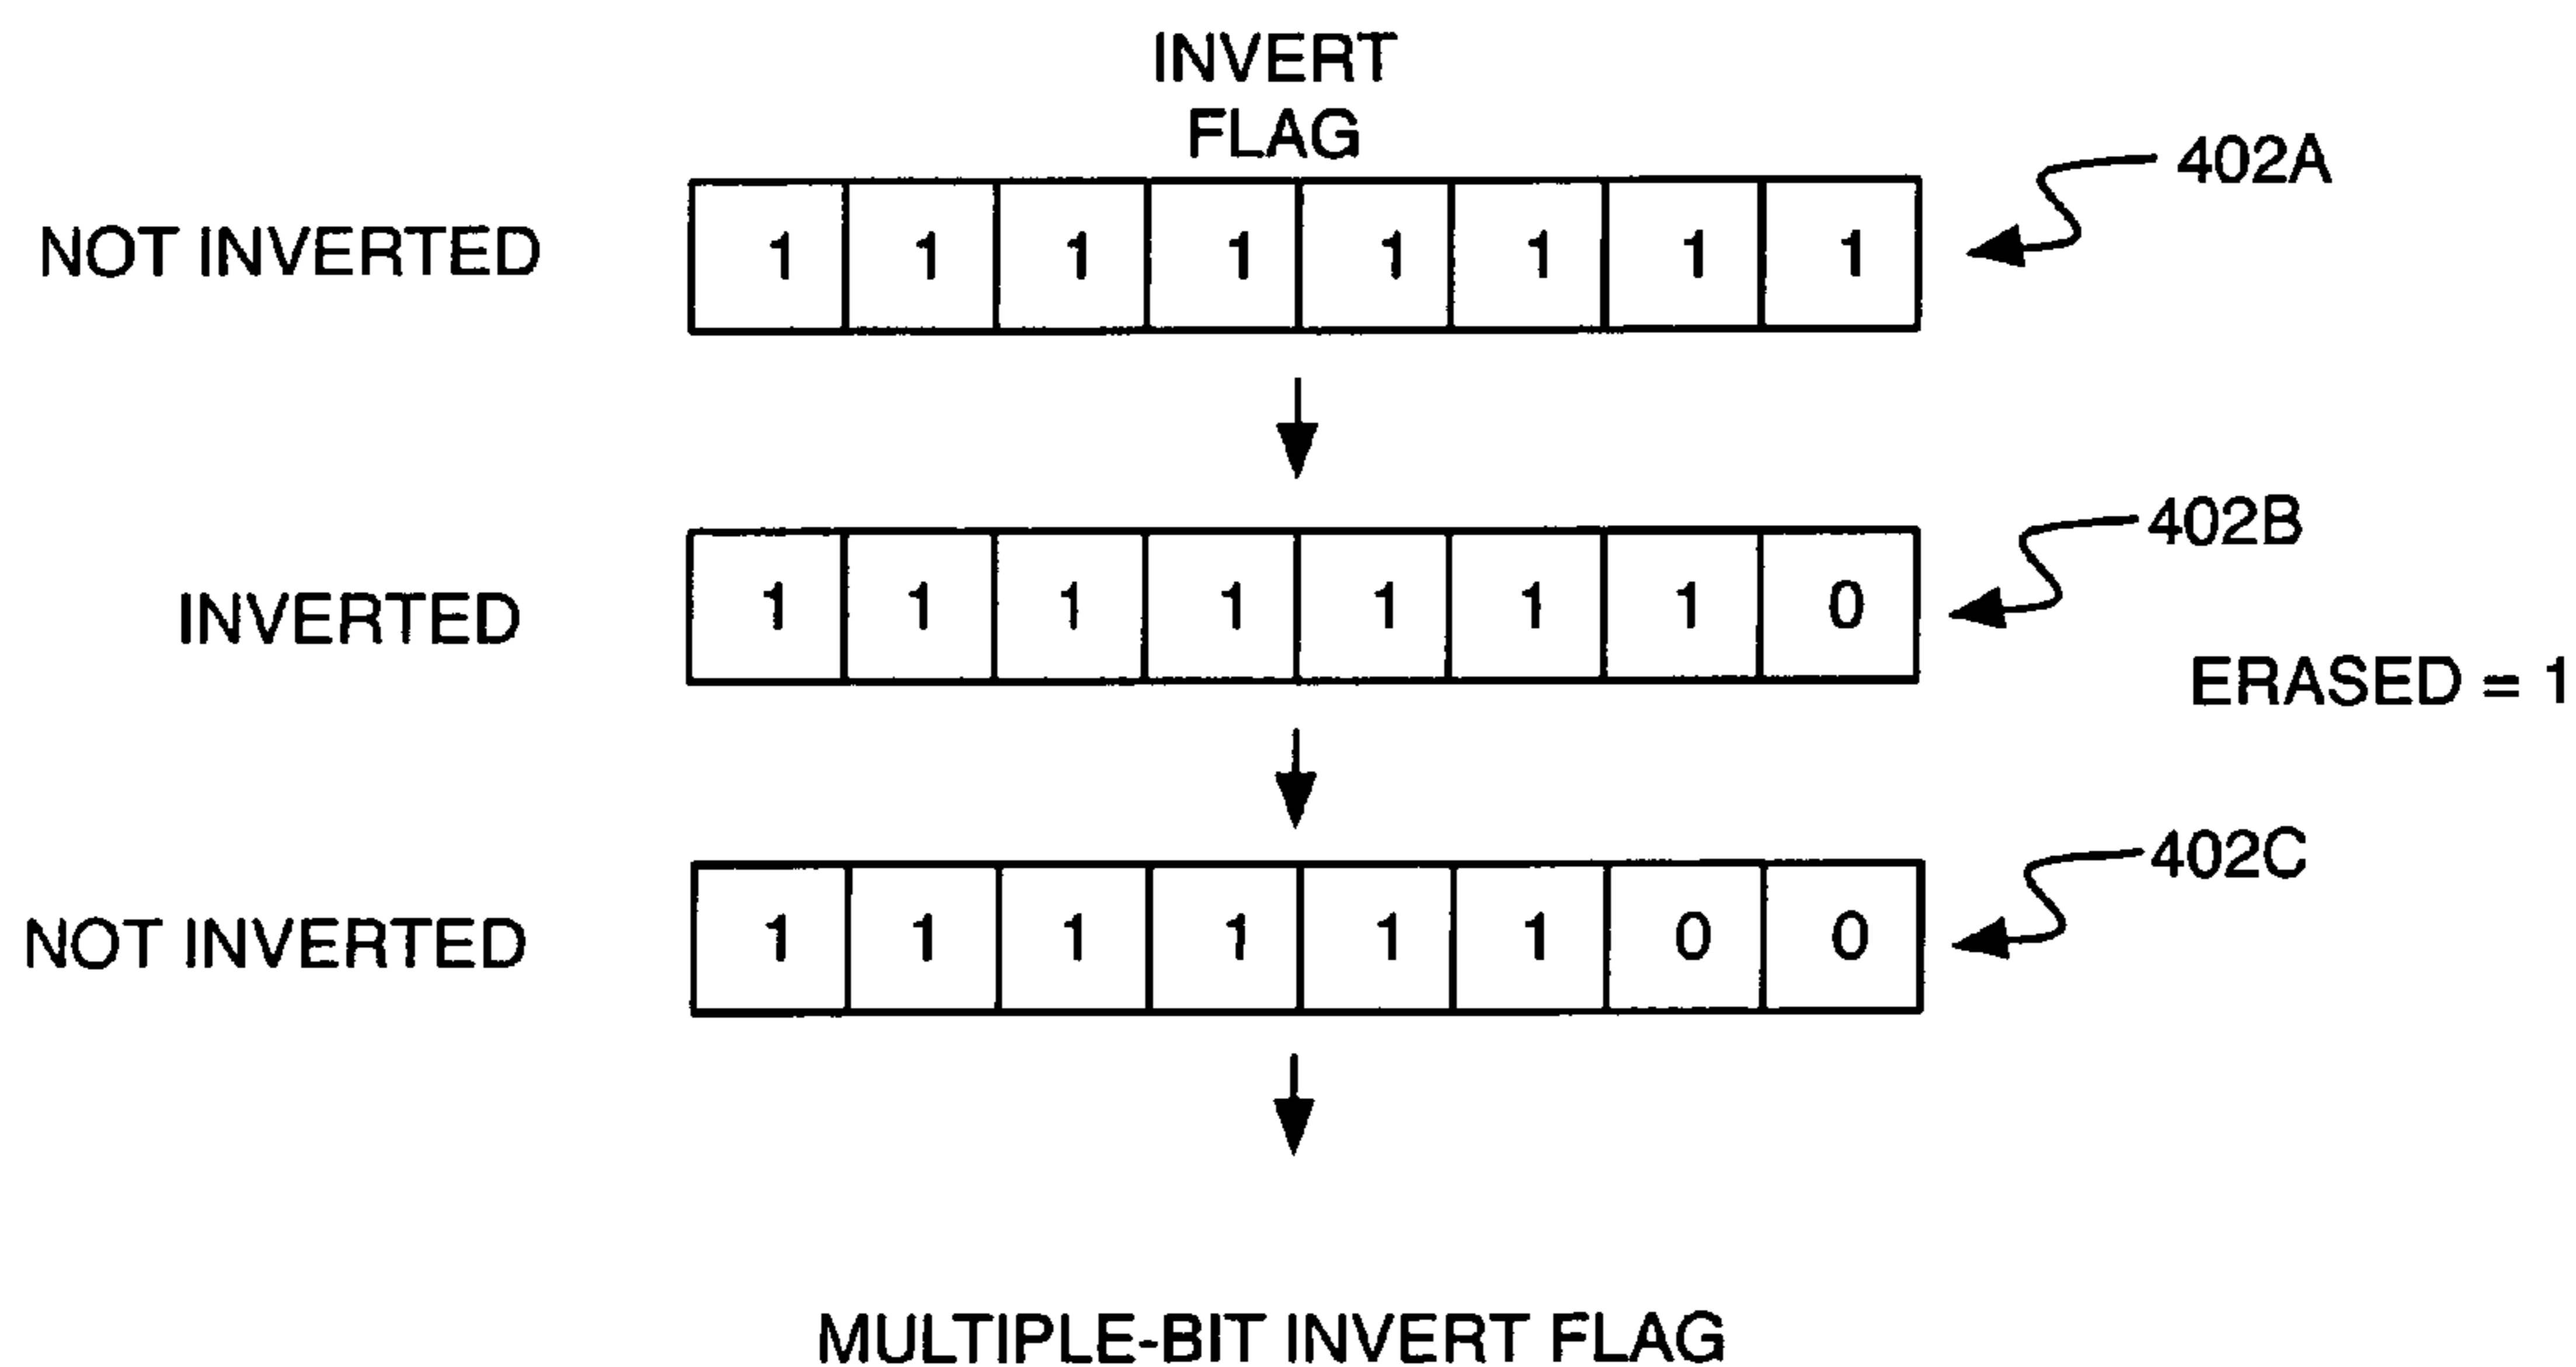 INVERT
FLAG
402A
NOT INVERTED
1 1 1 1 1 1 1 1
402B
INVERTED
1 1 1 1 1 1 1 0
ERASED = 1
402C
NOT INVERTED
1 1 1 1 1 1 0 0
MULTIPLE-BIT INVERT FLAG